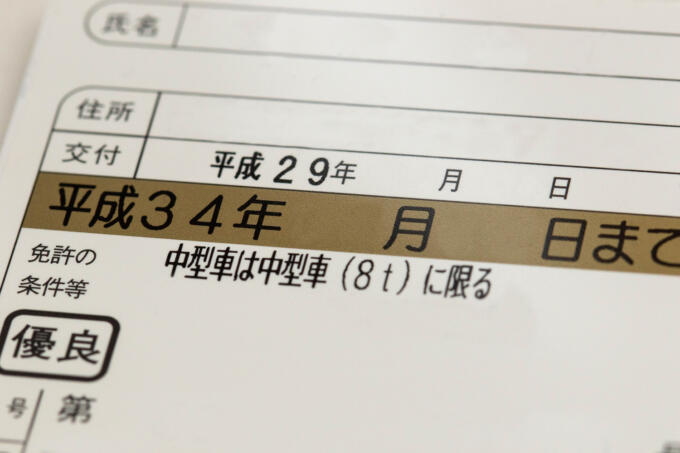 氏名
住所
交付 平成29年 月 日
平成34年 月 日まで
免許の
条件等
中型車は中型車(8t)に限る
優良
号 第